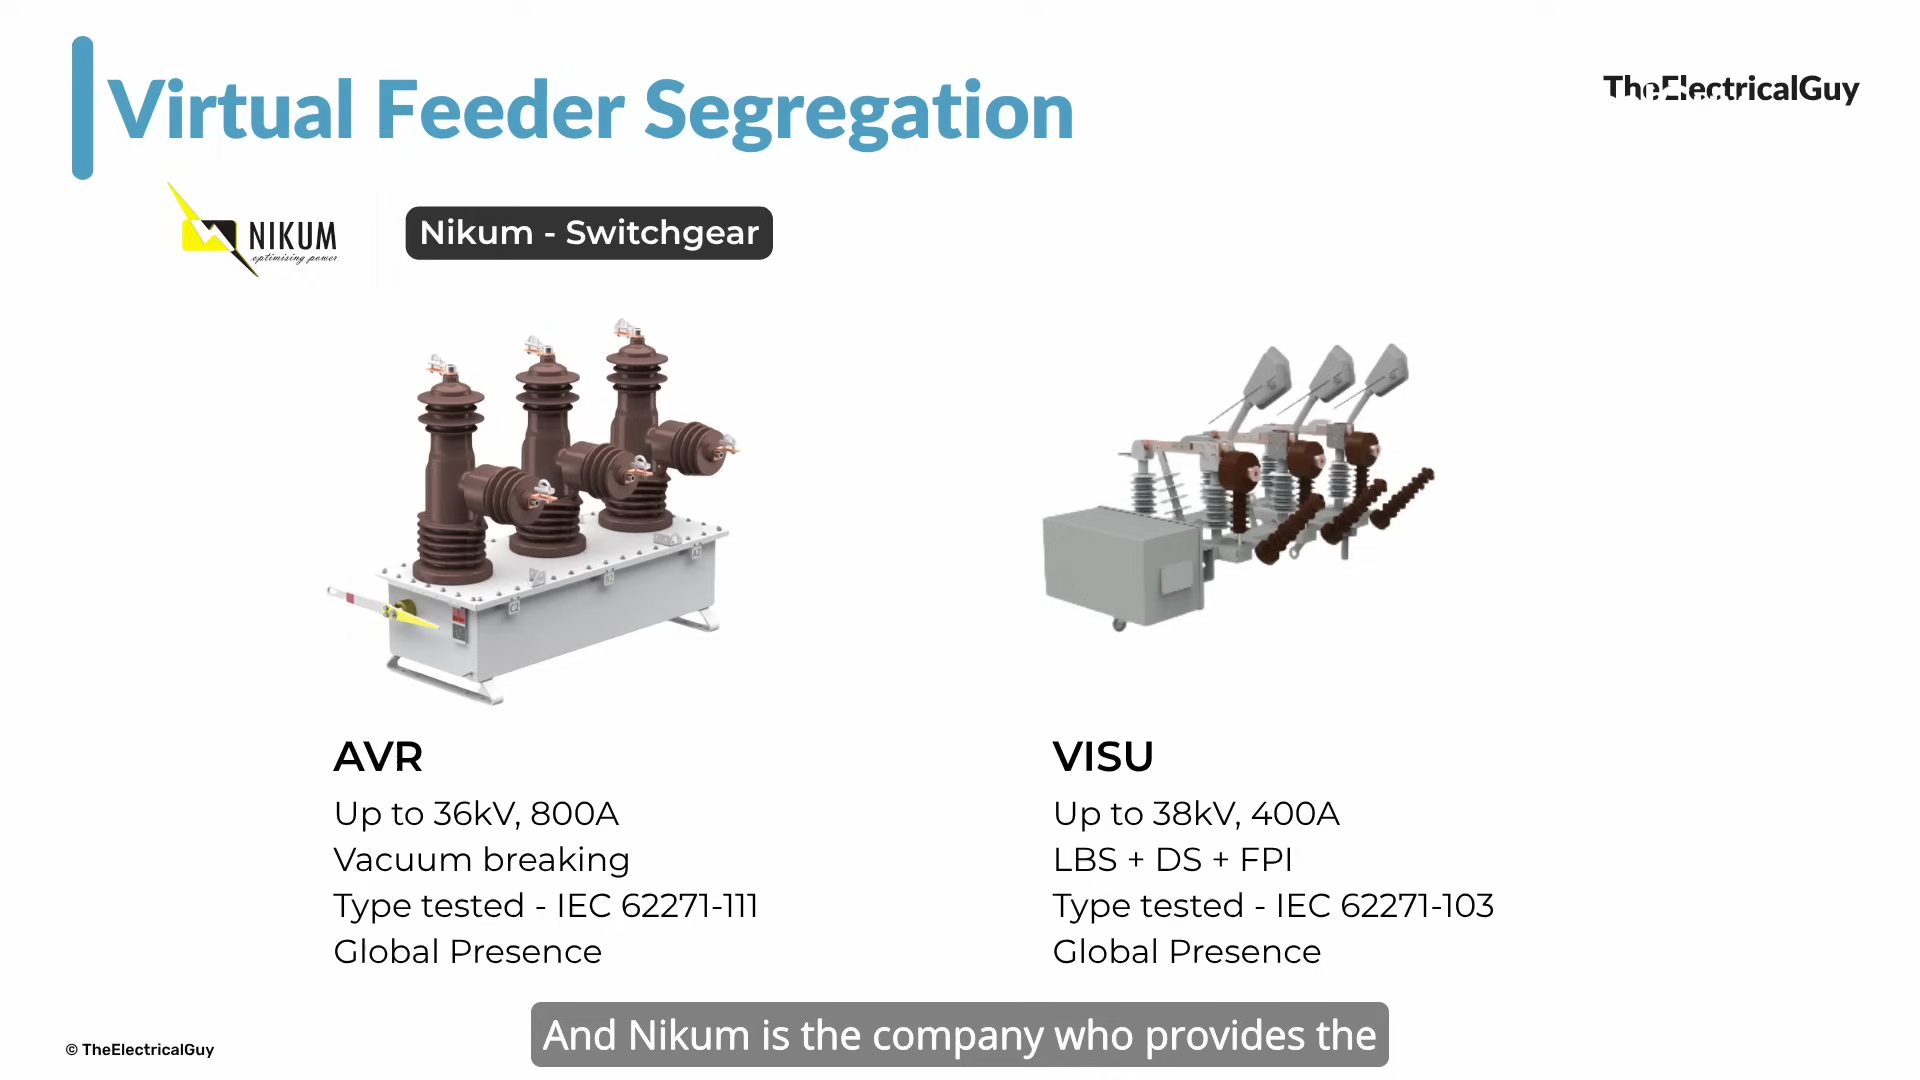 Virtual Feeder Segregation
TheElectricalGuy
NIKUM
optimising power
Nikum - Switchgear
AVR
Up to 36kV, 800A
Vacuum breaking
Type tested - IEC 62271-111
Global Presence
VISU
Up to 38kV, 400A
LBS + DS + FPI
Type tested - IEC 62271-103
Global Presence
And Nikum is the company who provides the
© TheElectricalGuy